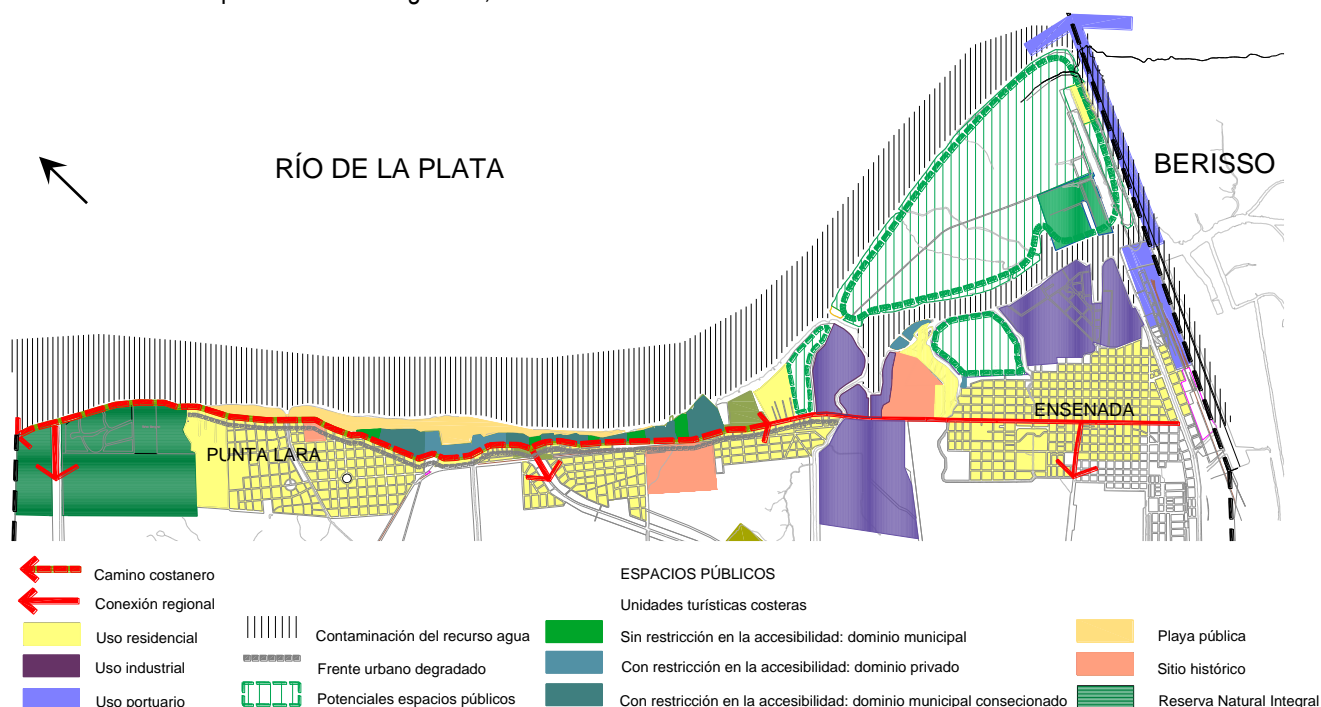 RÍO DE LA PLATA
BERISSO
ENSENADA
PUNTA LARA
Camino costanero
Conexión regional
Uso residencial
Uso industrial
Uso portuario
Contaminación del recurso agua
Frente urbano degradado
Potenciales espacios públicos
ESPACIOS PÚBLICOS
Unidades turísticas costeras
Sin restricción en la accesibilidad: dominio municipal
Con restricción en la accesibilidad: dominio privado
Con restricción en la accesibilidad: dominio municipal consecionado
Playa pública
Sitio histórico
Reserva Natural Integral